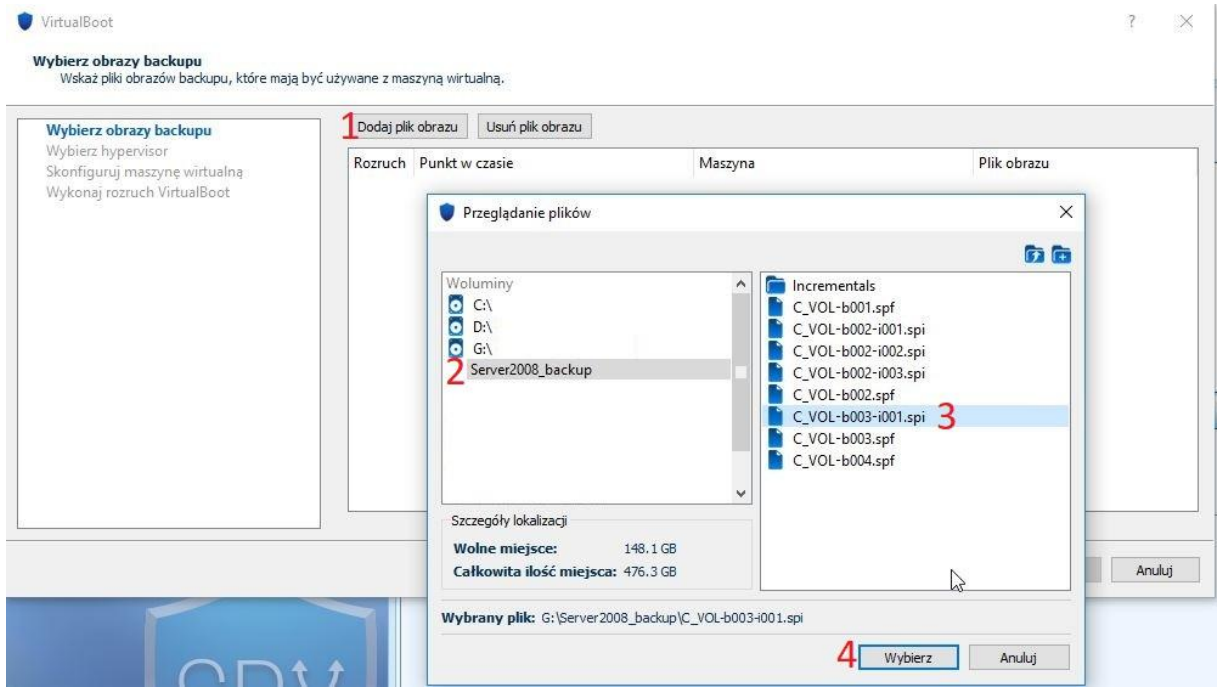 VirtualBoot
Wybierz obrazy backupu
Wskaż pliki obrazów backupu, które mają być używane z maszyną wirtualną.
Wybierz obrazy backupu
Wybierz hypervisor
Skonfiguruj maszynę wirtualną
Wykonaj rozruch VirtualBoot
1 Dodaj plik obrazu Usuń plik obrazu
Rozruch Punkt w czasie Maszyna Plik obrazu
Przeglądanie plików
Woluminy
C:\
D:\
G:\
2 Server2008_backup
Incrementals
C_VOL-b001.spf
C_VOL-b002-i001.spi
C_VOL-b002-i002.spi
C_VOL-b002-i003.spi
C_VOL-b002.spf
C_VOL-b003-i001.spi 3
C_VOL-b003.spf
C_VOL-b004.spf
Szczegóły lokalizacji
Wolne miejsce: 148.1 GB
Całkowita ilość miejsca: 476.3 GB
Anuluj
Wybrany plik: G:\Server2008_backup\C_VOL-b003-i001.spi
4 Wybierz Anuluj